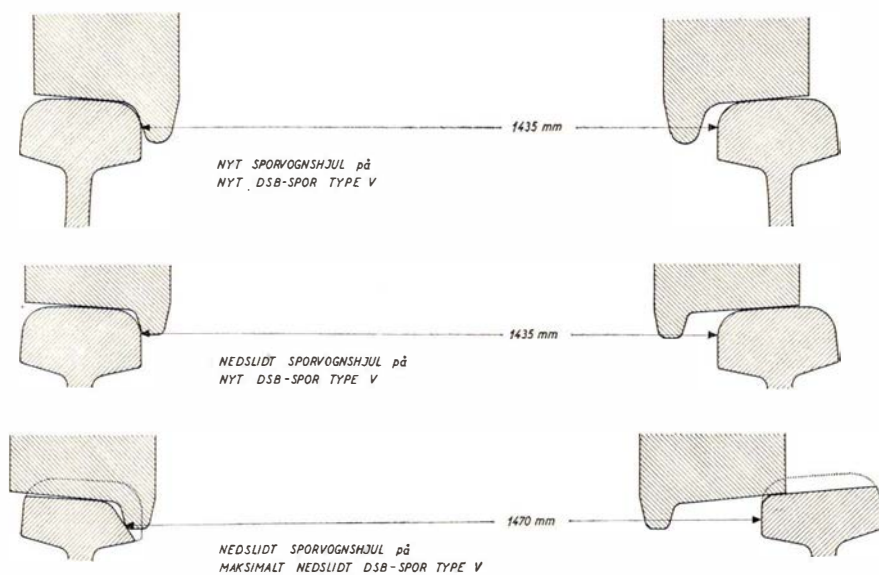 1435 mm
NYT SPORVOGNSHJUL på
NYT DSB-SPOR TYPE V
1435 mm
NEDSLIDT SPORVOGNSHJUL på
NYT DSB-SPOR TYPE V
1470 mm
NEDSLIDT SPORVOGNSHJUL på
MAKSIMALT NEDSLIDT DSB-SPOR TYPE V